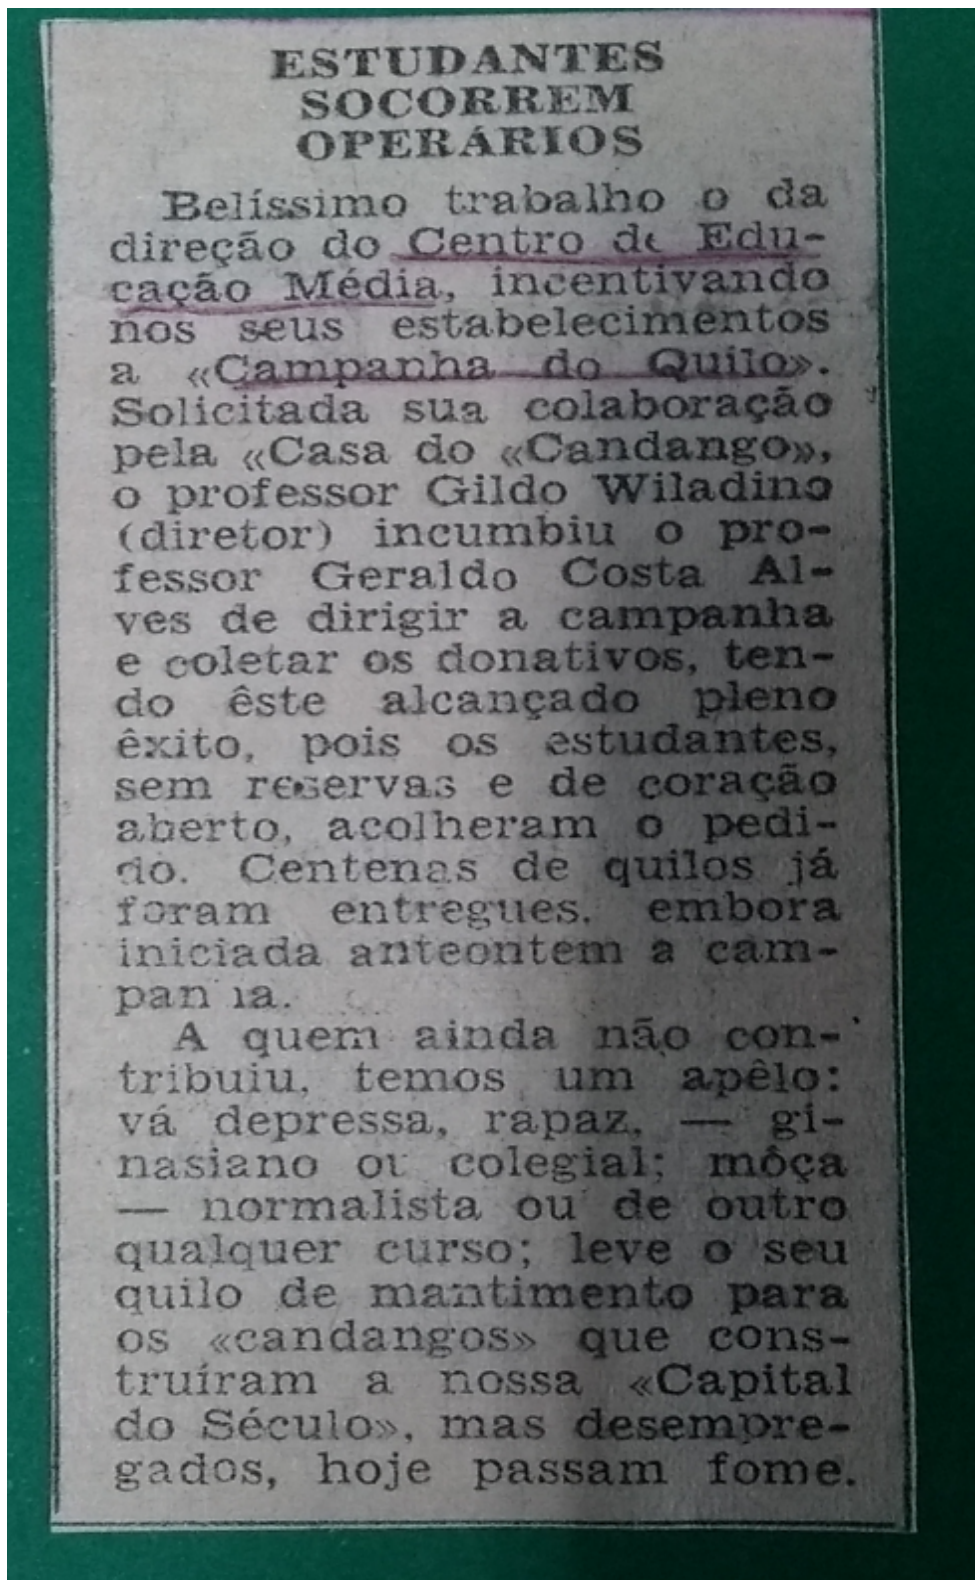 ESTUDANTES
SOCORREM
OPERÁRIOS
Belíssimo trabalho o da
direção do Centro de Edu-
cação Média, incentivando
nos seus estabelecimentos
a «Campanha do Quilo».
Solicitada sua colaboração
pela «Casa do «Candango»,
o professor Gildo Wiladino
(diretor) incumbiu o pro-
fessor Geraldo Costa Al-
ves de dirigir a campanha
e coletar os donativos, ten-
do êste alcançado pleno
êxito, pois os estudantes,
sem reservas e de coração
aberto, acolheram o pedi-
do. Centenas de quilos já
foram entregues, embora
iniciada anteontem a cam-
panha.
A quem ainda não con-
tribuiu, temos um apêlo:
vá depressa, rapaz, — gi-
nasiano ou colegial; môça
— normalista ou de outro
qualquer curso; leve o seu
quilo de mantimento para
os «candangos» que cons-
truíram a nossa «Capital
do Século», mas desempre-
gados, hoje passam fome.